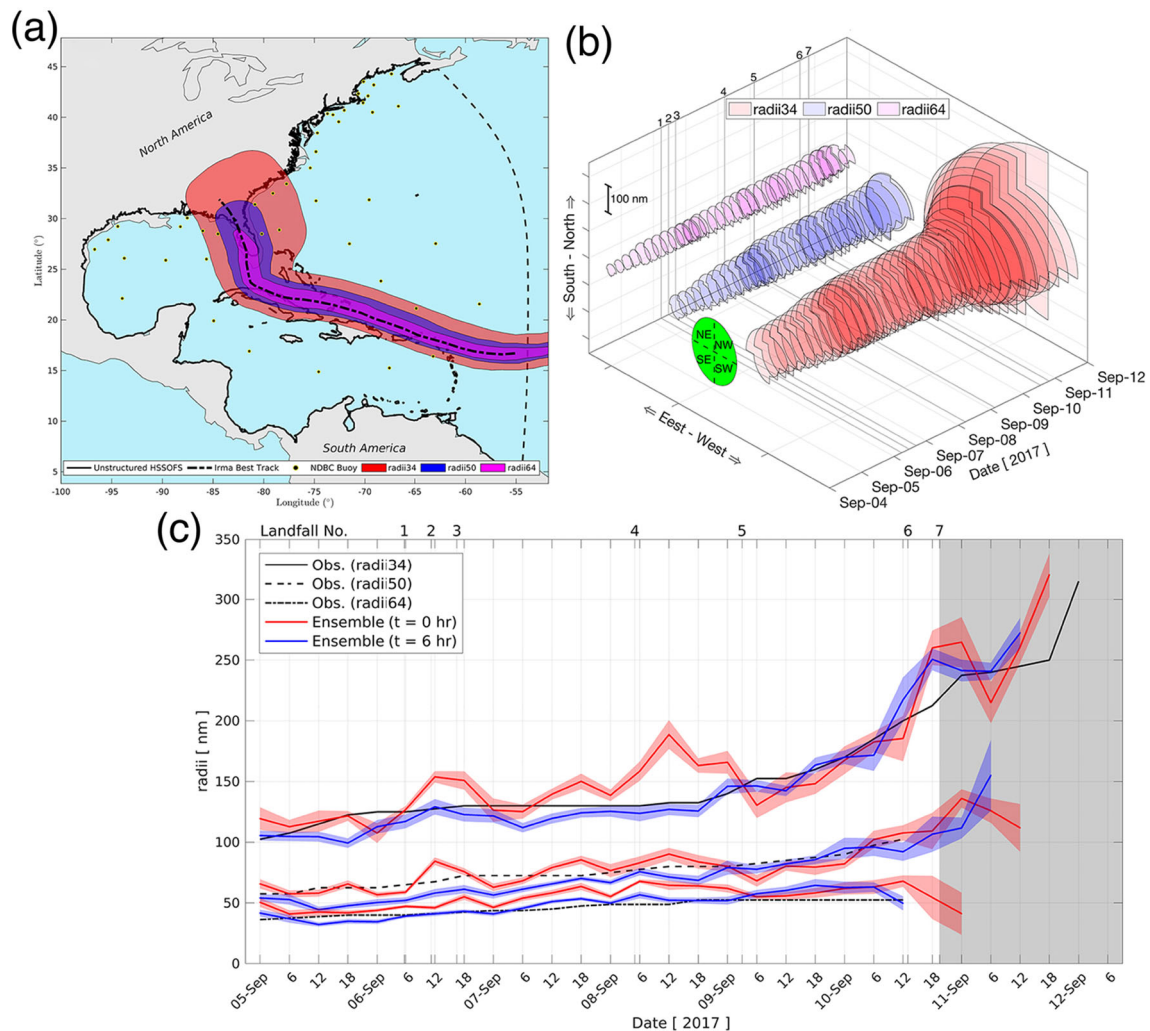 (a)
45
40
35
30
25
20
15
10
5
Latitude (°)
North America
South America
Unstructured HSSOFS Irma Best Track NDBC Buoy radii34 radii50 radii64
-100 -95 -90 -85 -80 -75 -70 -65 -60 -55
Longitude (°)
(b)
1 2 3 4 5 6 7
radii34 radii50 radii64
100 nm
⇐ South - North ⇒
NE NW
SE SW
⇐ Eest - West ⇒
Sep-04
Sep-05
Sep-06
Sep-07
Sep-08
Sep-09
Sep-10
Sep-11
Sep-12
Date [ 2017 ]
(c)
Landfall No. 1 2 3 4 5 6 7
Obs. (radii34)
Obs. (radii50)
Obs. (radii64)
Ensemble (t = 0 hr)
Ensemble (t = 6 hr)
350
300
250
200
150
100
50
0
radii [ nm ]
05-Sep 6 12 18 06-Sep 6 12 18 07-Sep 6 12 18 08-Sep 6 12 18 09-Sep 6 12 18 10-Sep 6 12 18 11-Sep 6 12 18 12-Sep 6
Date [ 2017 ]